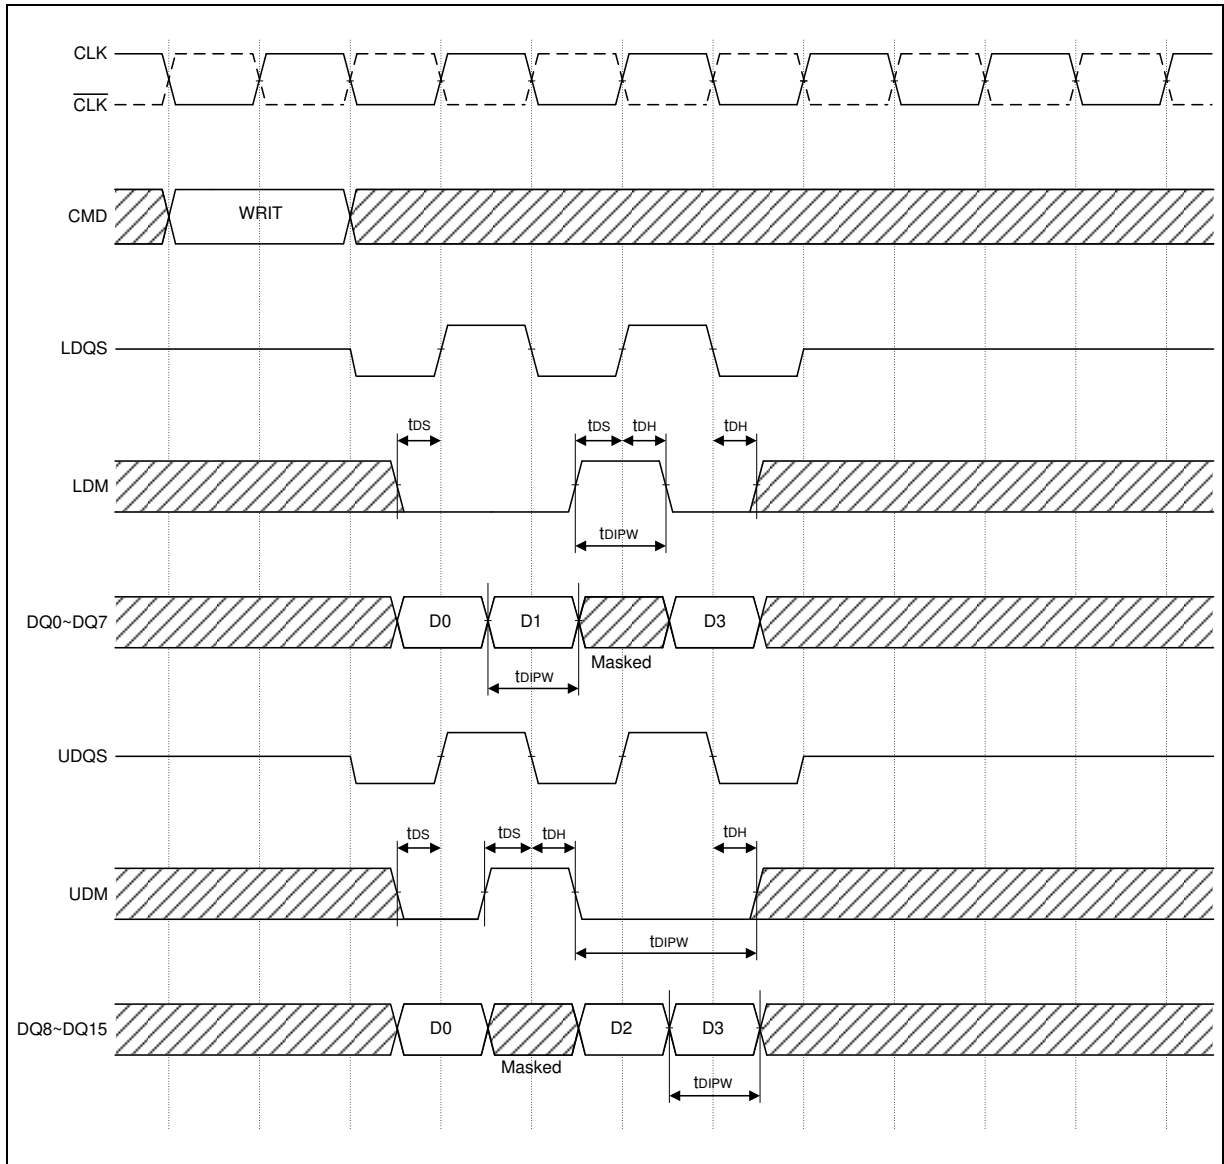 CLK
CLK
CMD
WRIT
LDQS
tDS
tDS
tDH
tDH
LDM
tDIPW
DQ0~DQ7
D0
D1
D3
Masked
tDIPW
UDQS
tDS
tDS
tDH
tDH
UDM
tDIPW
DQ8~DQ15
D0
D2
D3
Masked
tDIPW